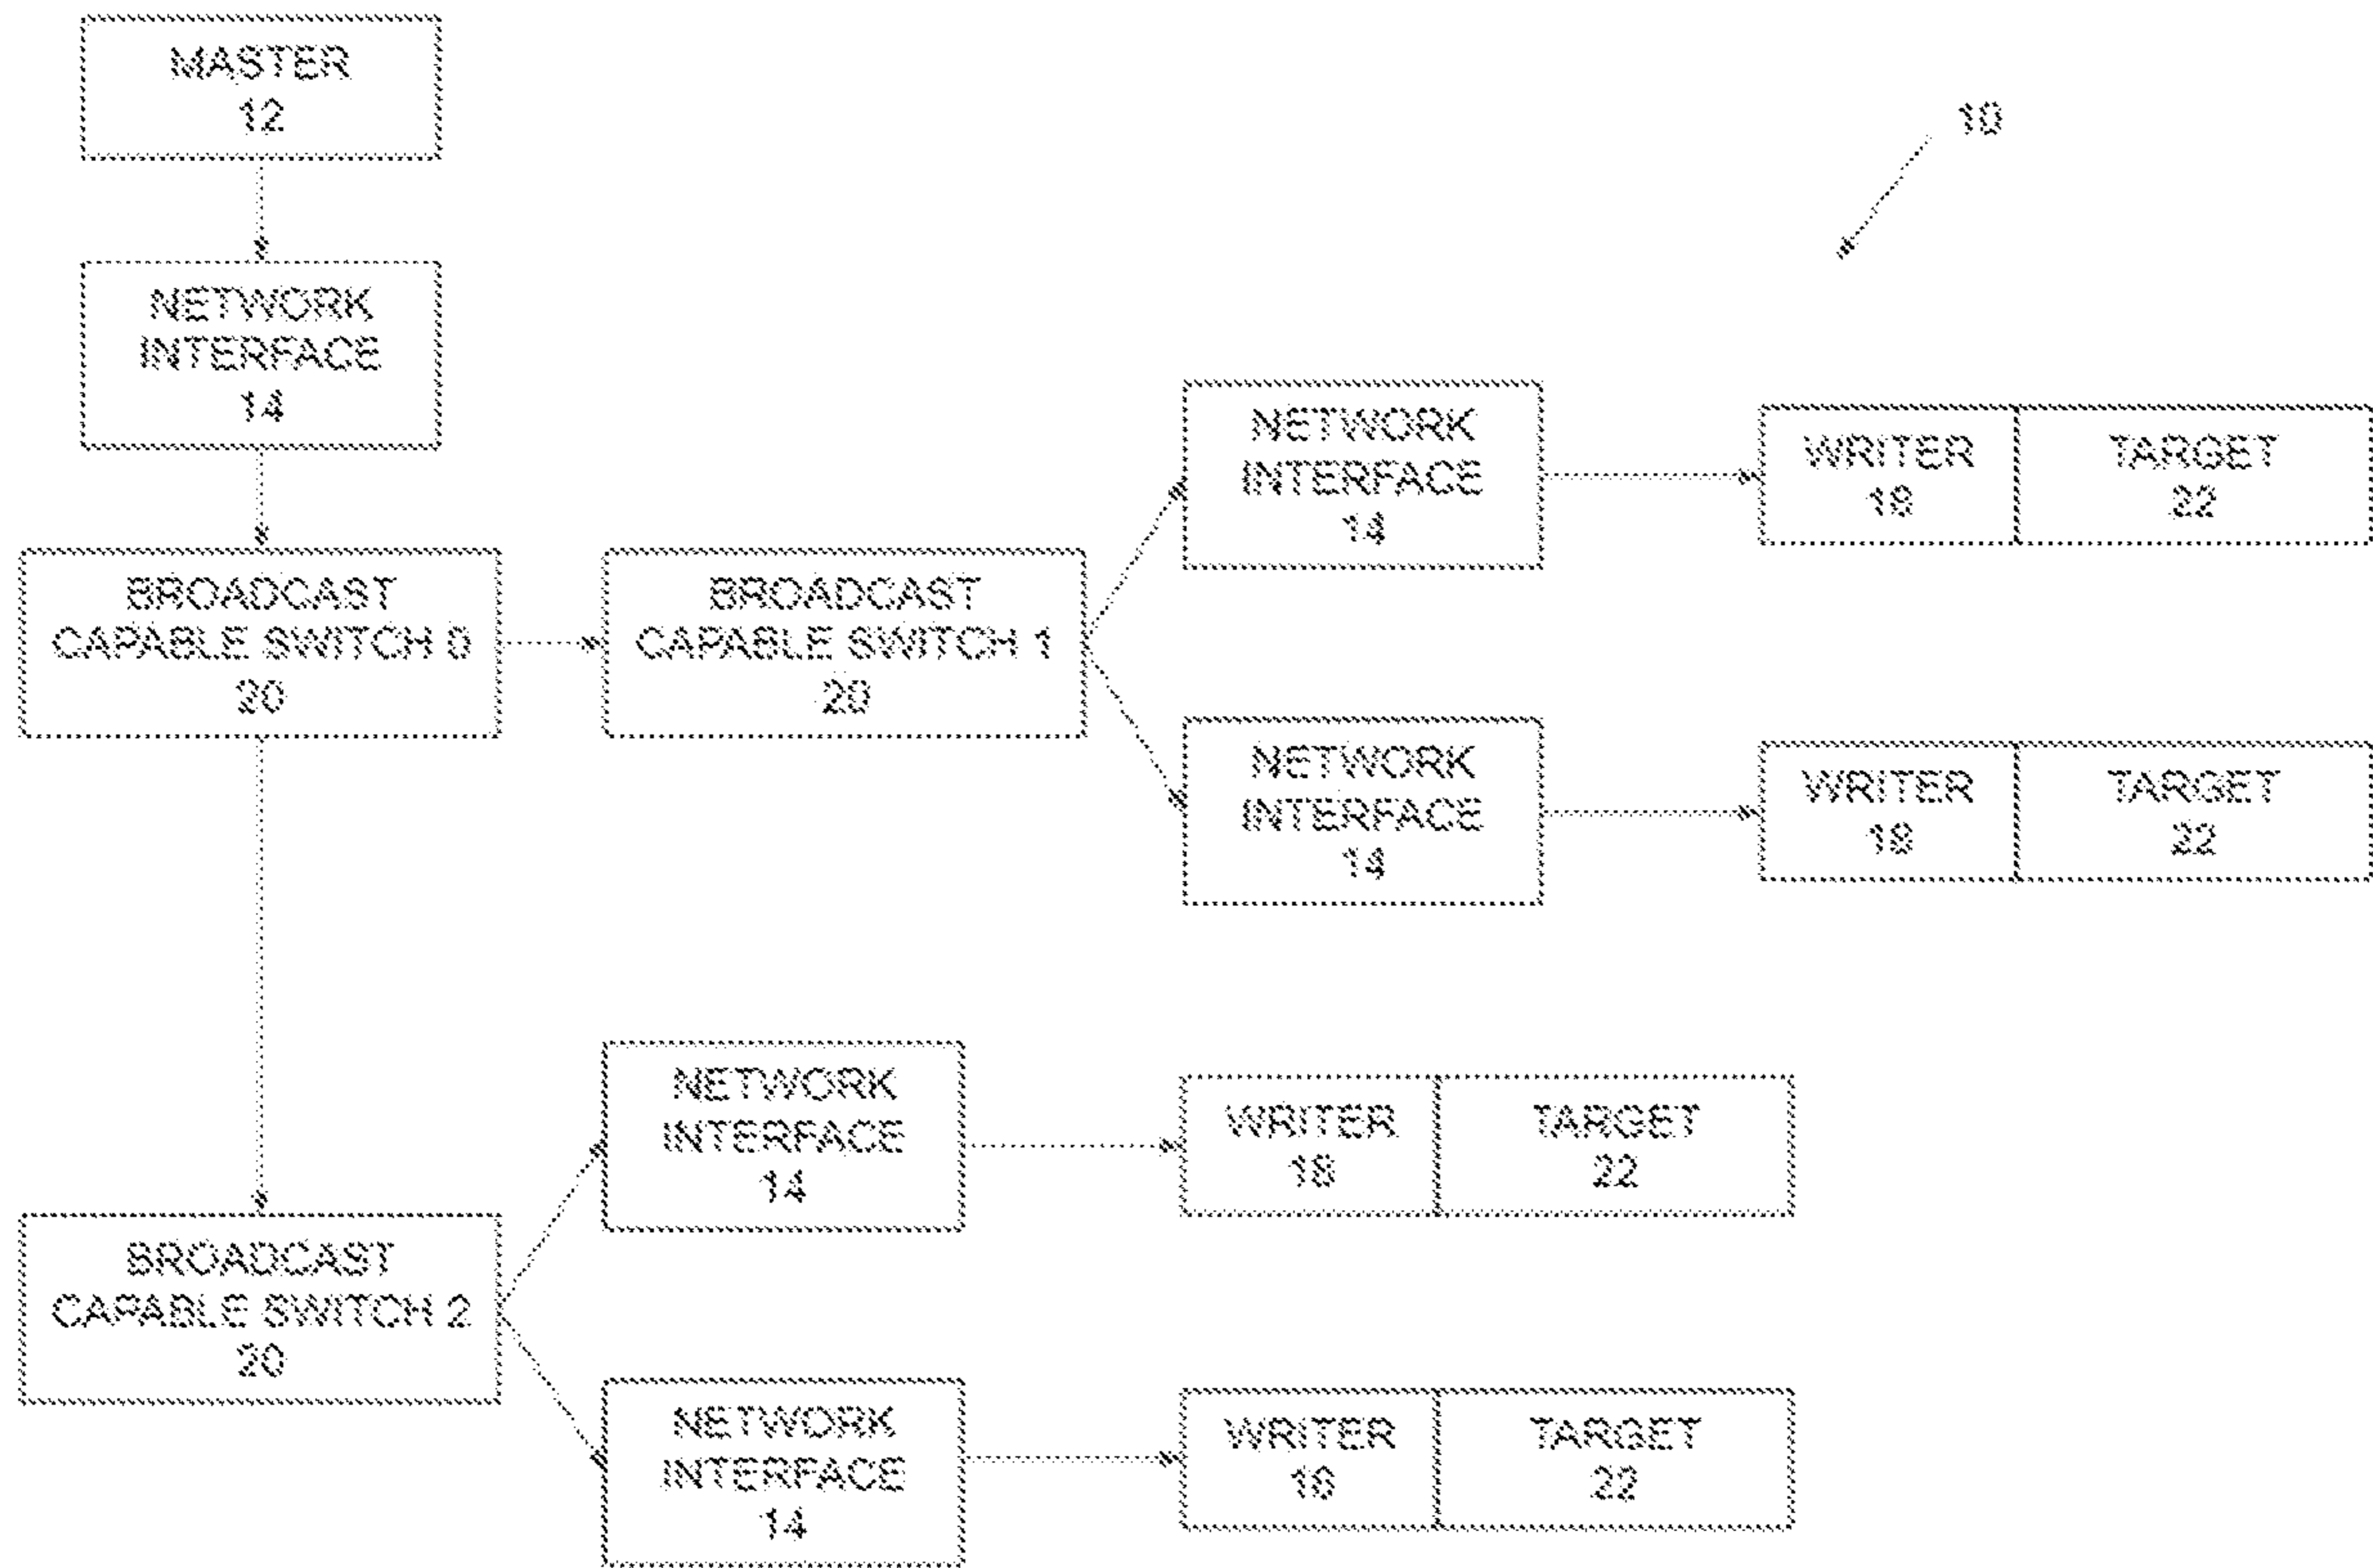 MASTER
12
10
NETWORK
INTERFACE
14
BROADCAST
CAPABLE SWITCH 0
20
BROADCAST
CAPABLE SWITCH 1
20
NETWORK
INTERFACE
14
WRITER
18
TARGET
22
NETWORK
INTERFACE
14
WRITER
18
TARGET
22
BROADCAST
CAPABLE SWITCH 2
20
NETWORK
INTERFACE
14
WRITER
18
TARGET
22
NETWORK
INTERFACE
14
WRITER
18
TARGET
22